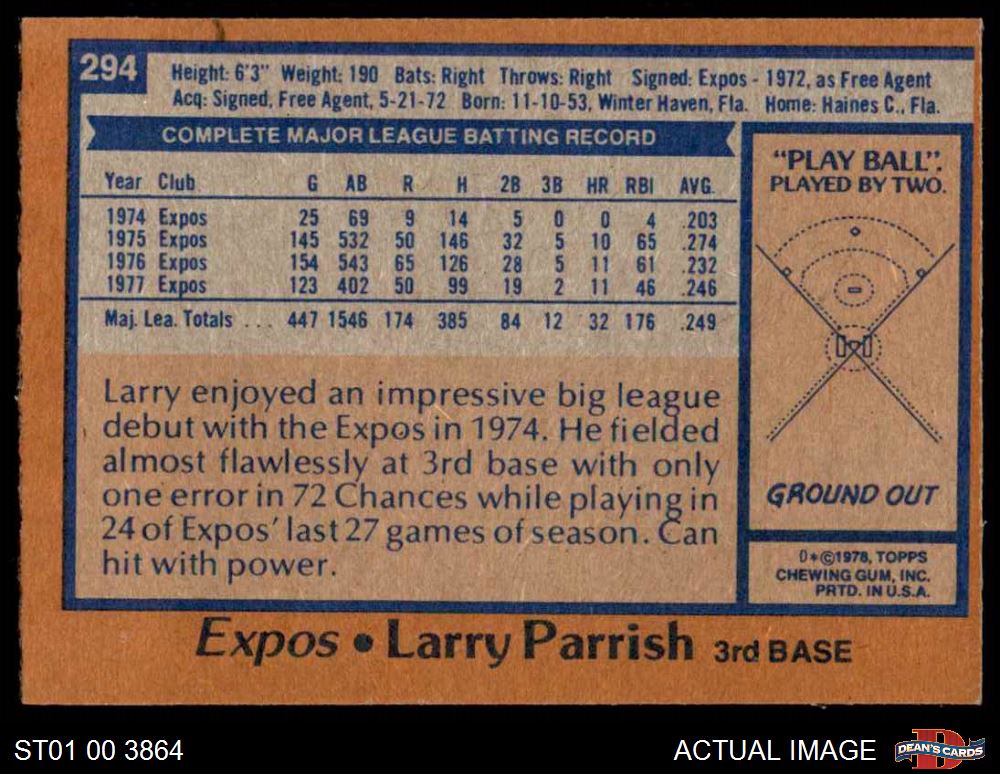 294
Height: 6'3" Weight: 190 Bats: Right Throws: Right Signed: Expos - 1972, as Free Agent
Acq: Signed, Free Agent, 5-21-72 Born: 11-10-53, Winter Haven, Fla. Home: Haines C., Fla.
COMPLETE MAJOR LEAGUE BATTING RECORD
Year Club G AB R H 2B 3B HR RBI AVG.
1974 Expos 25 69 9 14 5 0 0 4 .203
1975 Expos 145 532 50 146 32 5 10 65 .274
1976 Expos 154 543 65 126 28 5 11 61 .232
1977 Expos 123 402 50 99 19 2 11 46 .246
Maj. Lea. Totals ... 447 1546 174 385 84 12 32 176 .249
Larry enjoyed an impressive big league
debut with the Expos in 1974. He fielded
almost flawlessly at 3rd base with only
one error in 72 Chances while playing in
24 of Expos' last 27 games of season. Can
hit with power.
"PLAY BALL":
PLAYED BY TWO.
GROUND OUT
0*©1978, TOPPS
CHEWING GUM, INC.
PRTD. IN U.S.A.
Expos • Larry Parrish 3rd BASE
ST01 00 3864
ACTUAL IMAGE
D
DEAN'S CARDS